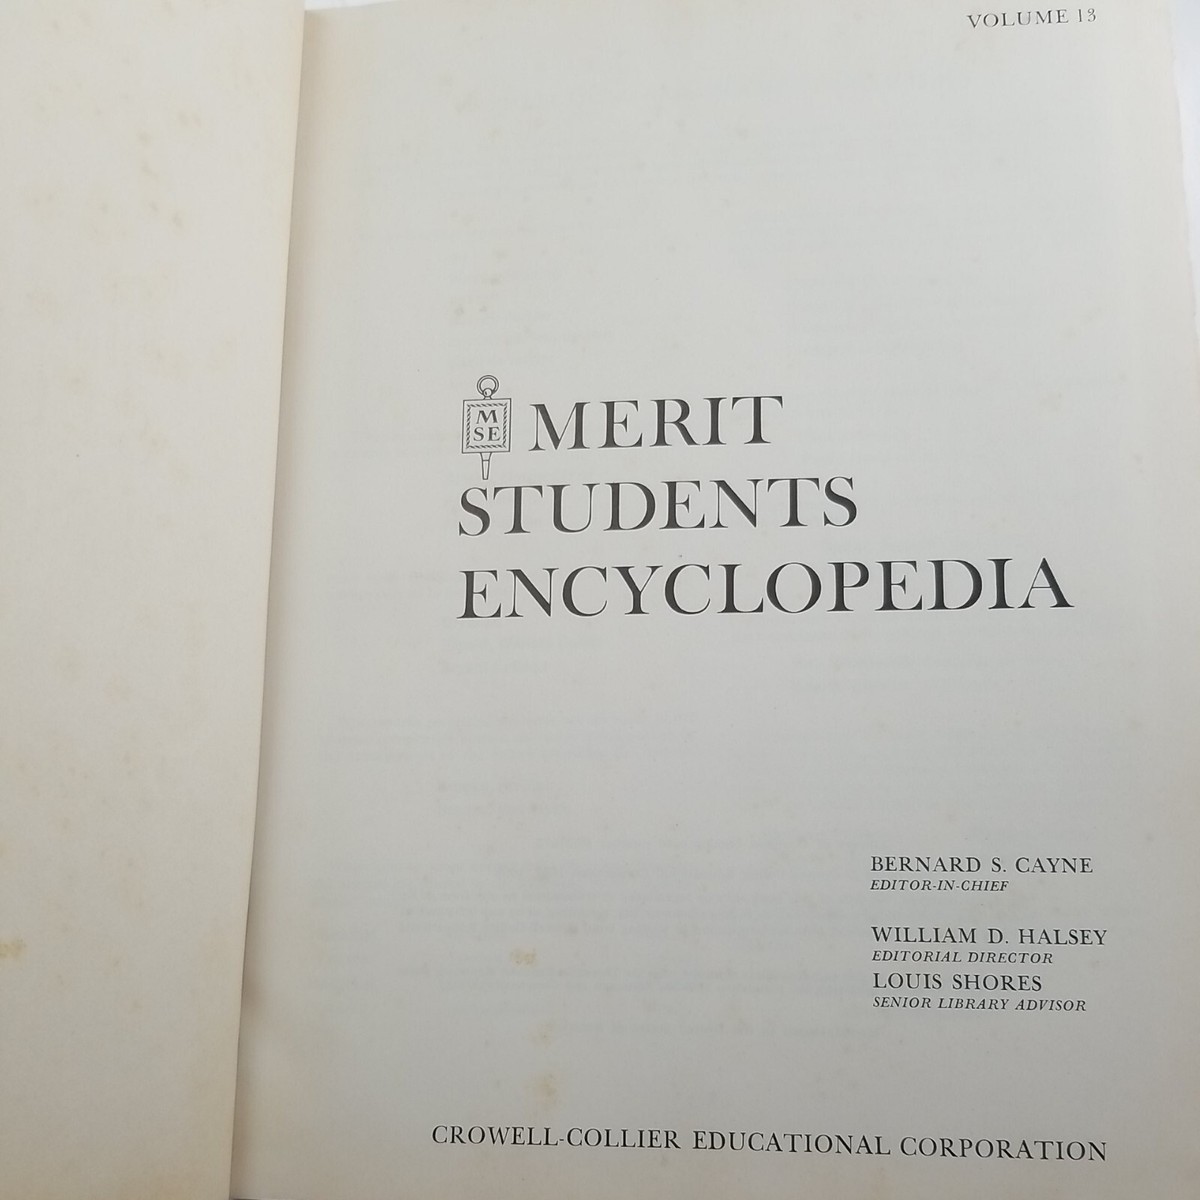 VOLUME 13
M
SE
MERIT
STUDENTS
ENCYCLOPEDIA
BERNARD S. CAYNE
EDITOR-IN-CHIEF
WILLIAM D. HALSEY
EDITORIAL DIRECTOR
LOUIS SHORES
SENIOR LIBRARY ADVISOR
CROWELL-COLLIER EDUCATIONAL CORPORATION